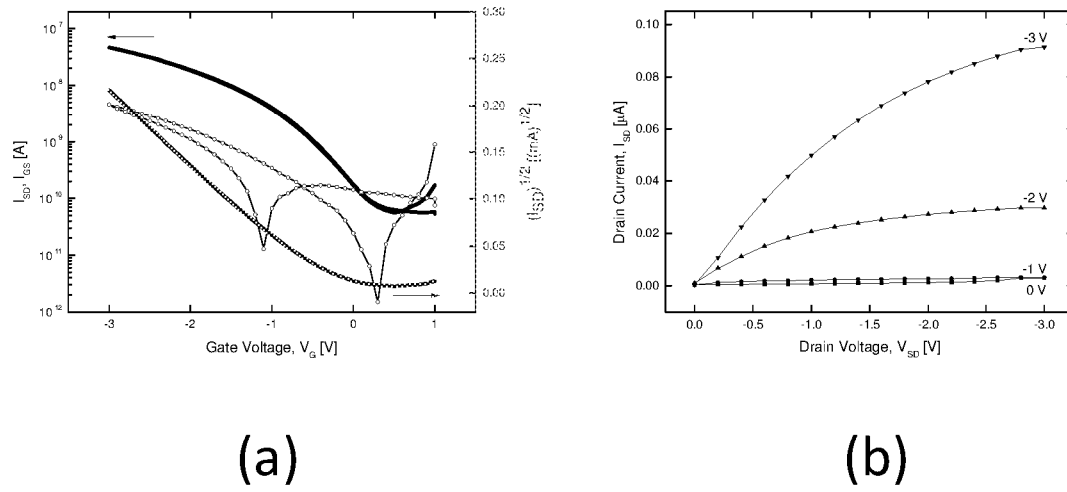 0.30
10⁻⁷
0.25
10⁻⁸
0.20
10⁻⁹
0.15
10⁻¹⁰
0.10
10⁻¹¹
0.05
10⁻¹²
0.00
I_SD, I_GS [A]
(I_SD)^1/2 [(mA)^1/2]
-3 -2 -1 0 1
Gate Voltage, V_G [V]
(a)
0.10
0.08
0.06
0.04
0.02
0.00
Drain Current, I_SD [µA]
-3 V
-2 V
-1 V
0 V
0.0 -0.5 -1.0 -1.5 -2.0 -2.5 -3.0
Drain Voltage, V_SD [V]
(b)